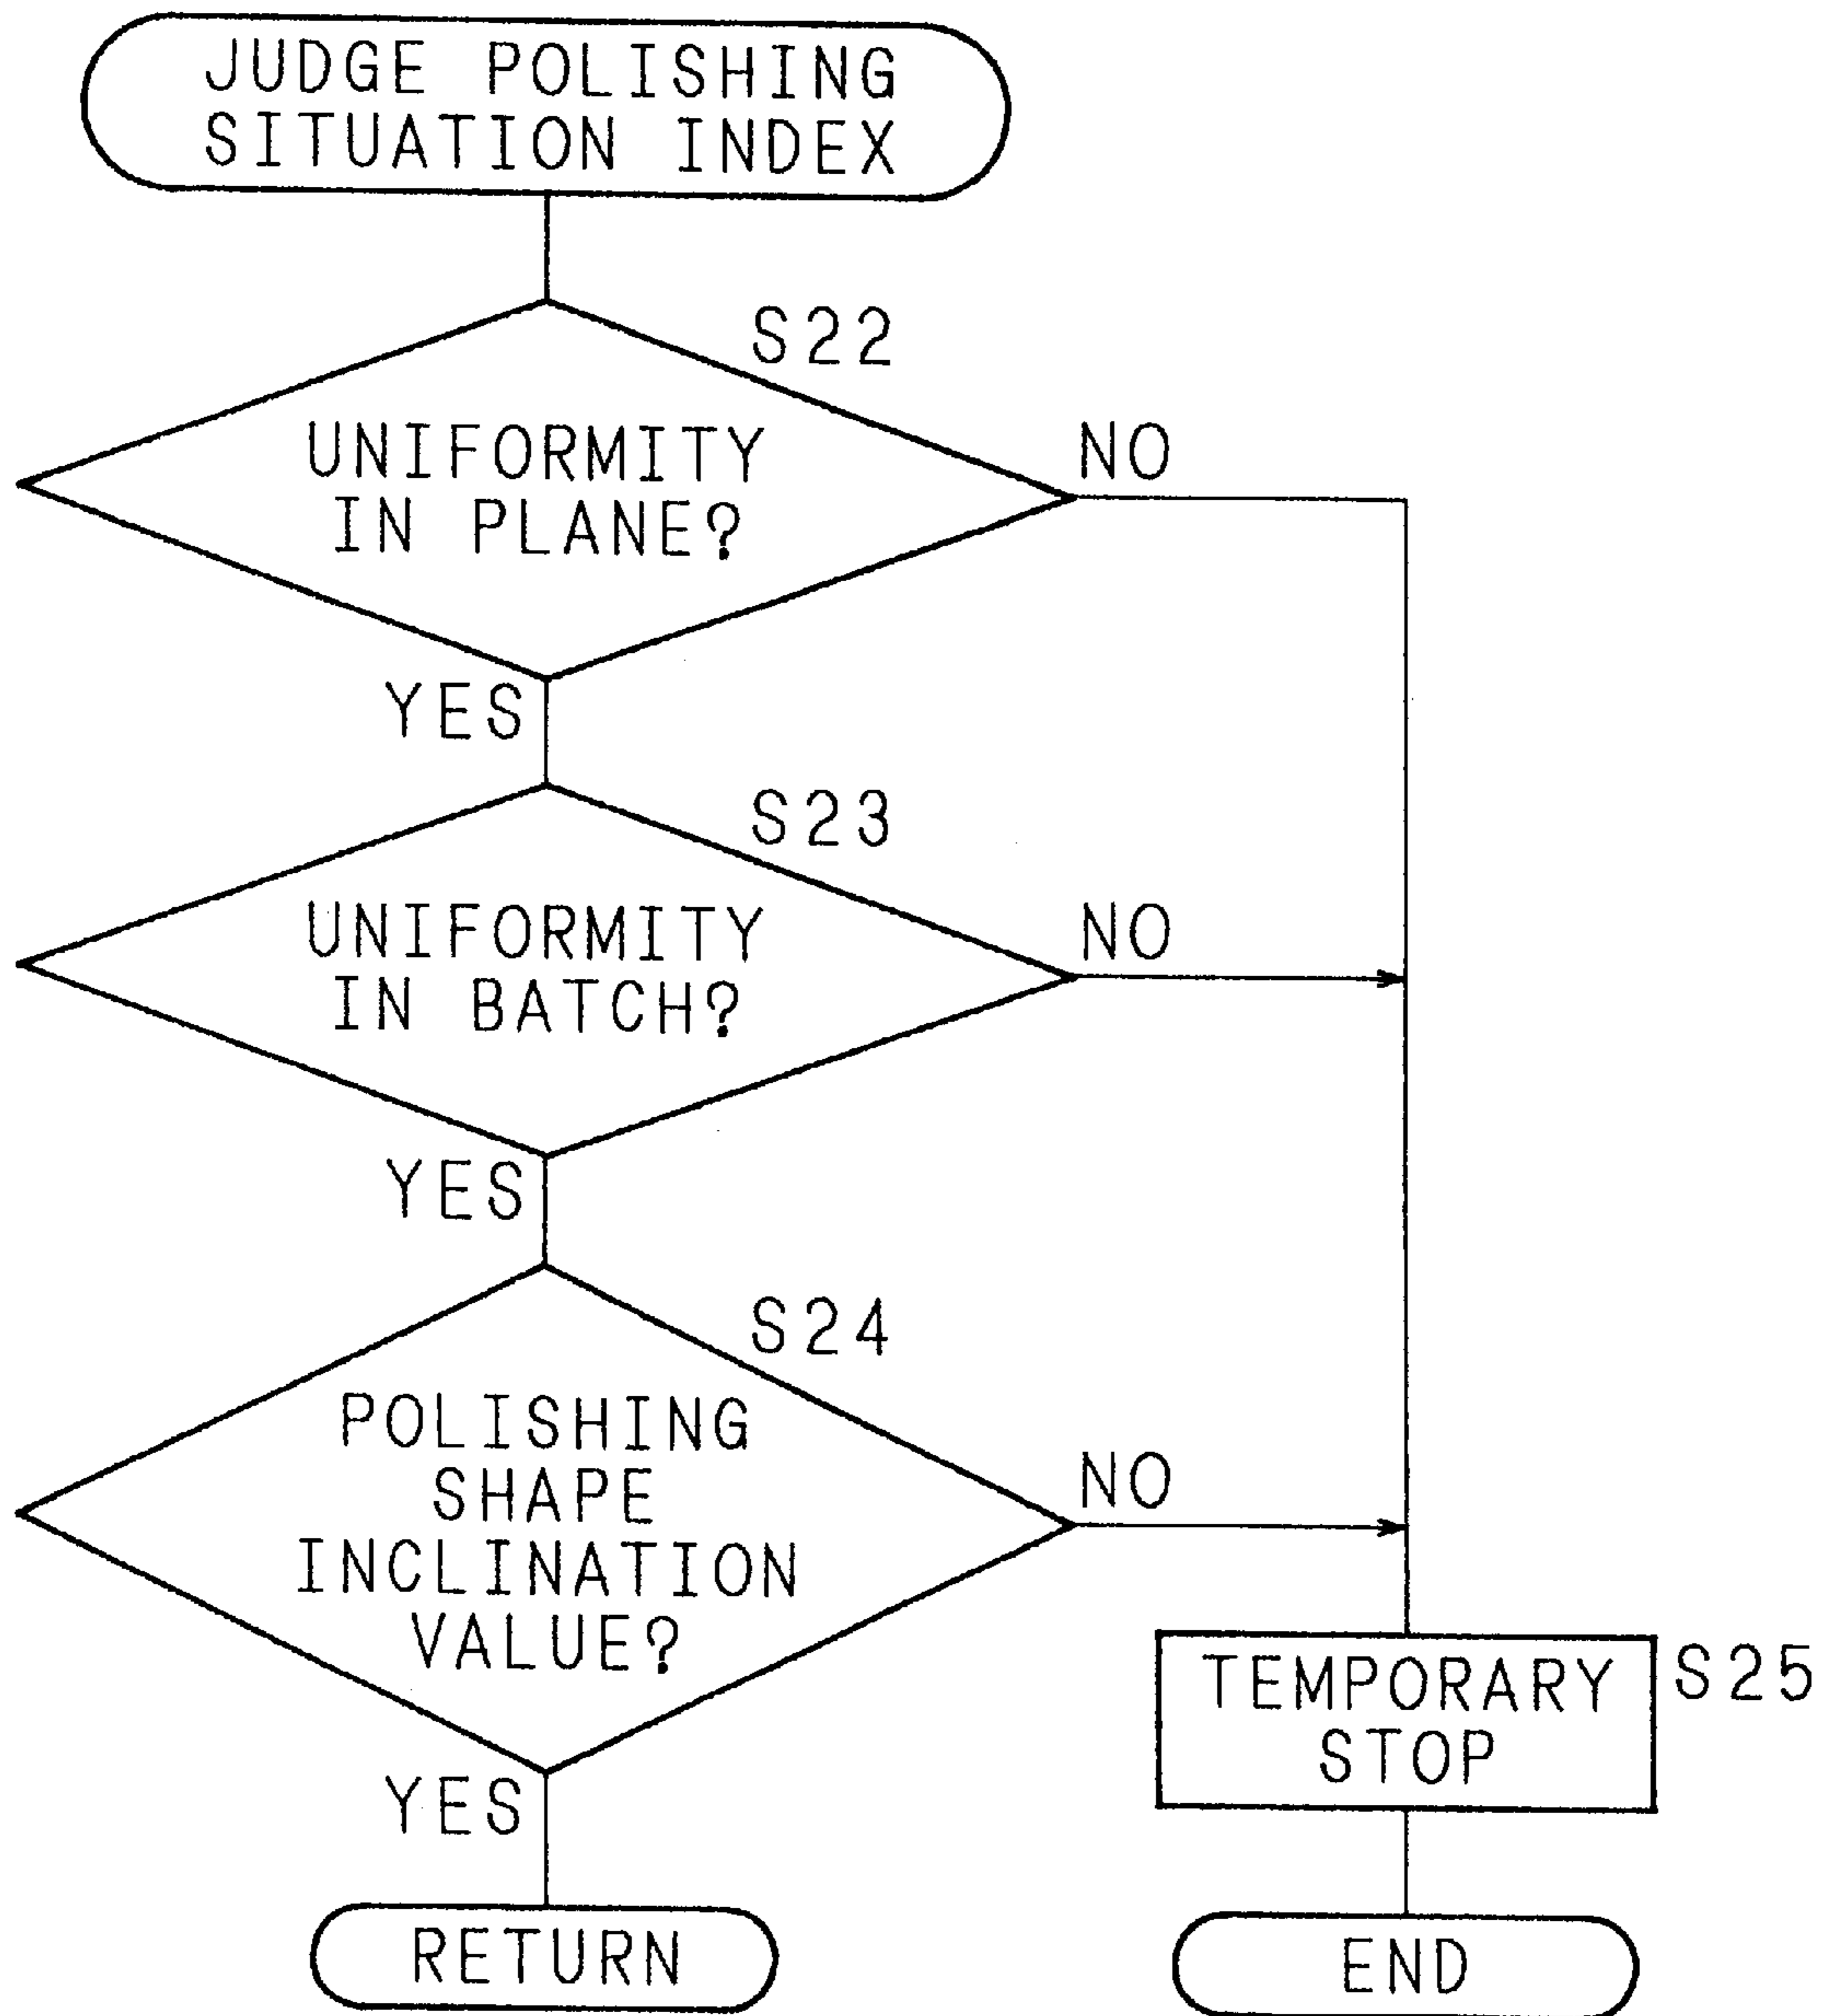 JUDGE POLISHING
SITUATION INDEX
S22
UNIFORMITY
IN PLANE?
NO
YES
S23
UNIFORMITY
IN BATCH?
NO
YES
S24
POLISHING
SHAPE
INCLINATION
VALUE?
NO
YES
TEMPORARY
STOP
S25
RETURN
END